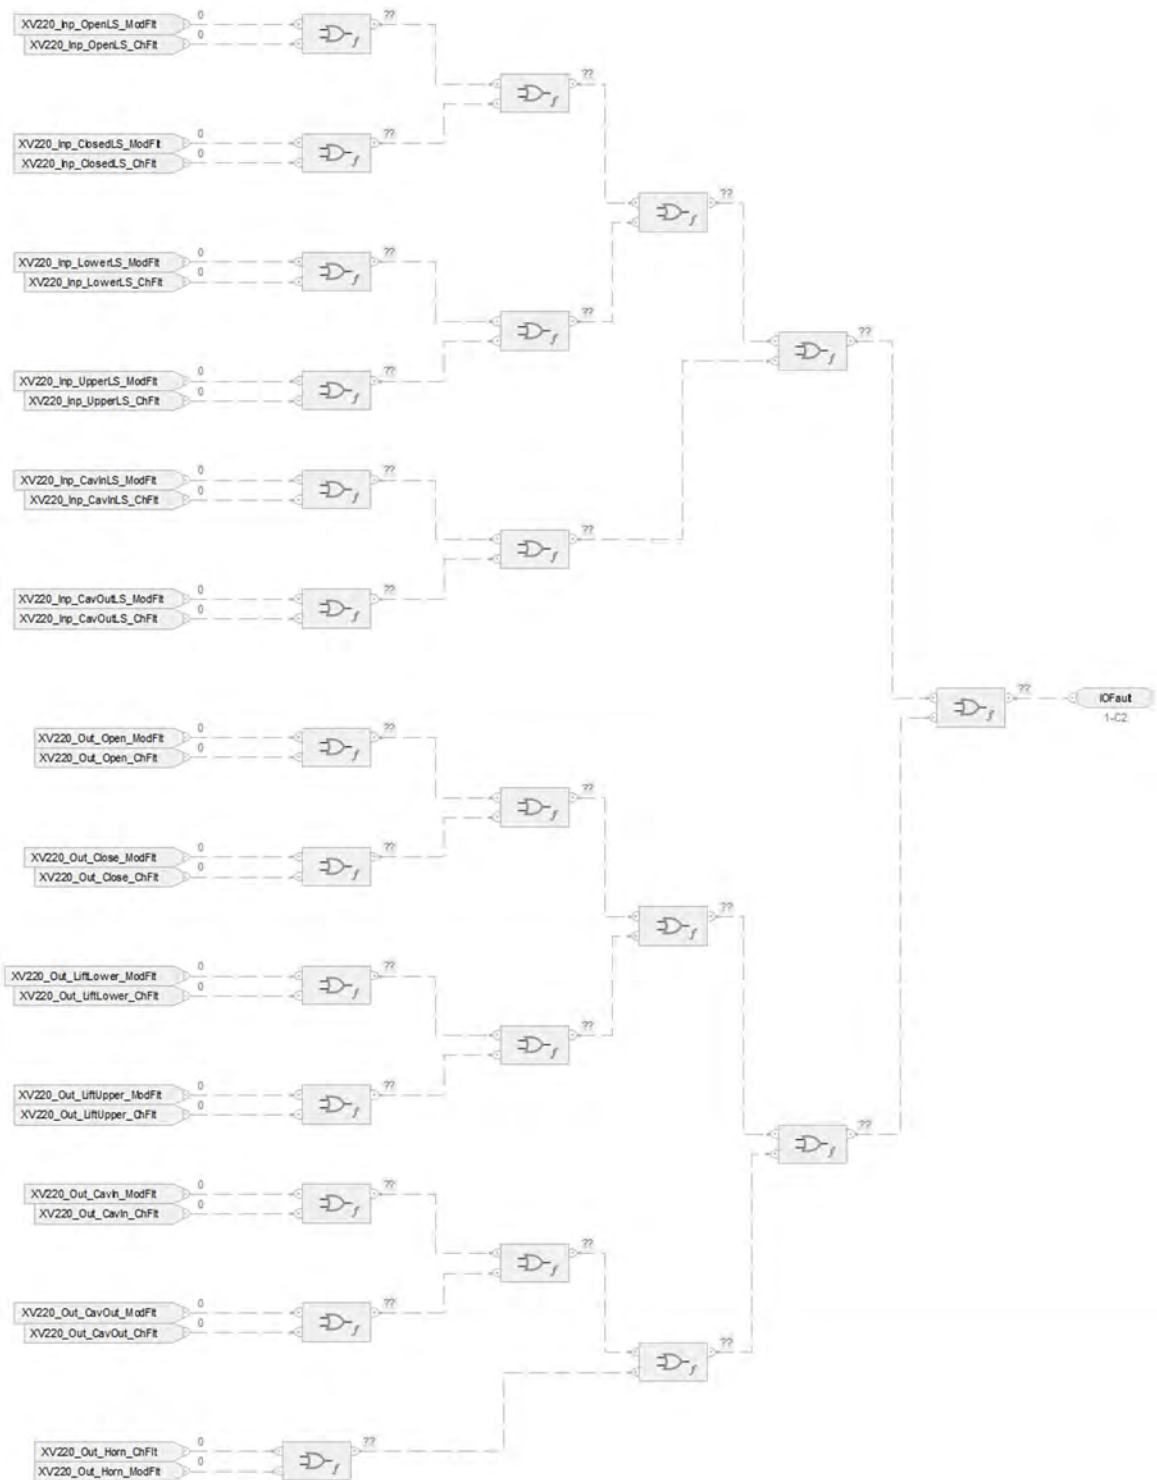 XV220_Inp_OpenLS_ModFlt 0 ??
XV220_Inp_OpenLS_ChFlt 0
??
XV220_Inp_ClosedLS_ModFlt 0 ??
XV220_Inp_ClosedLS_ChFlt 0
??
XV220_Inp_LowerLS_ModFlt 0 ??
XV220_Inp_LowerLS_ChFlt 0
??
??
XV220_Inp_UpperLS_ModFlt 0 ??
XV220_Inp_UpperLS_ChFlt 0
XV220_Inp_CavInLS_ModFlt 0 ??
XV220_Inp_CavInLS_ChFlt 0
??
XV220_Inp_CavOutLS_ModFlt 0 ??
XV220_Inp_CavOutLS_ChFlt 0
?? IOFault
1-C2
XV220_Out_Open_ModFlt 0 ??
XV220_Out_Open_ChFlt 0
??
XV220_Out_Close_ModFlt 0 ??
XV220_Out_Close_ChFlt 0
??
XV220_Out_LiftLower_ModFlt 0 ??
XV220_Out_LiftLower_ChFlt 0
??
XV220_Out_LiftUpper_ModFlt 0 ??
XV220_Out_LiftUpper_ChFlt 0
??
XV220_Out_CavIn_ModFlt 0 ??
XV220_Out_CavIn_ChFlt 0
??
XV220_Out_CavOut_ModFlt 0 ??
XV220_Out_CavOut_ChFlt 0
??
XV220_Out_Horn_ChFlt 0 ??
XV220_Out_Horn_ModFlt 0